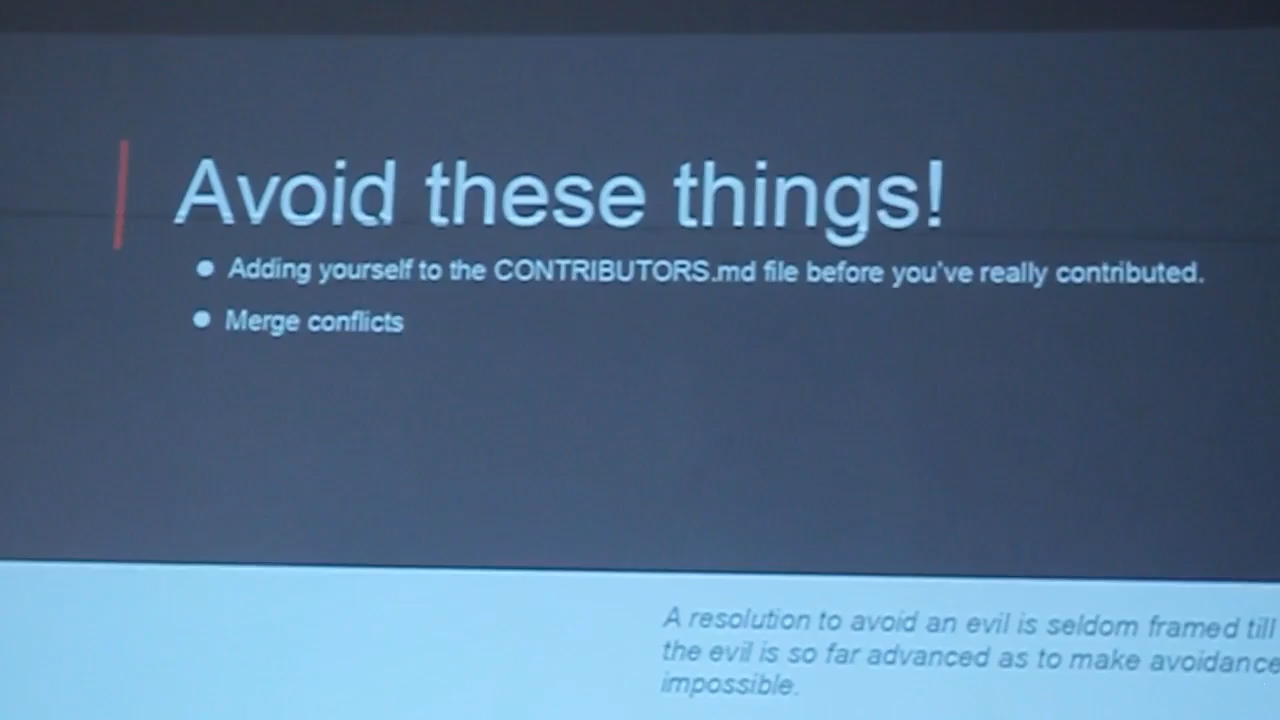 Avoid these things!
● Adding yourself to the CONTRIBUTORS.md file before you've really contributed.
● Merge conflicts
A resolution to avoid an evil is seldom framed till
the evil is so far advanced as to make avoidance
impossible.